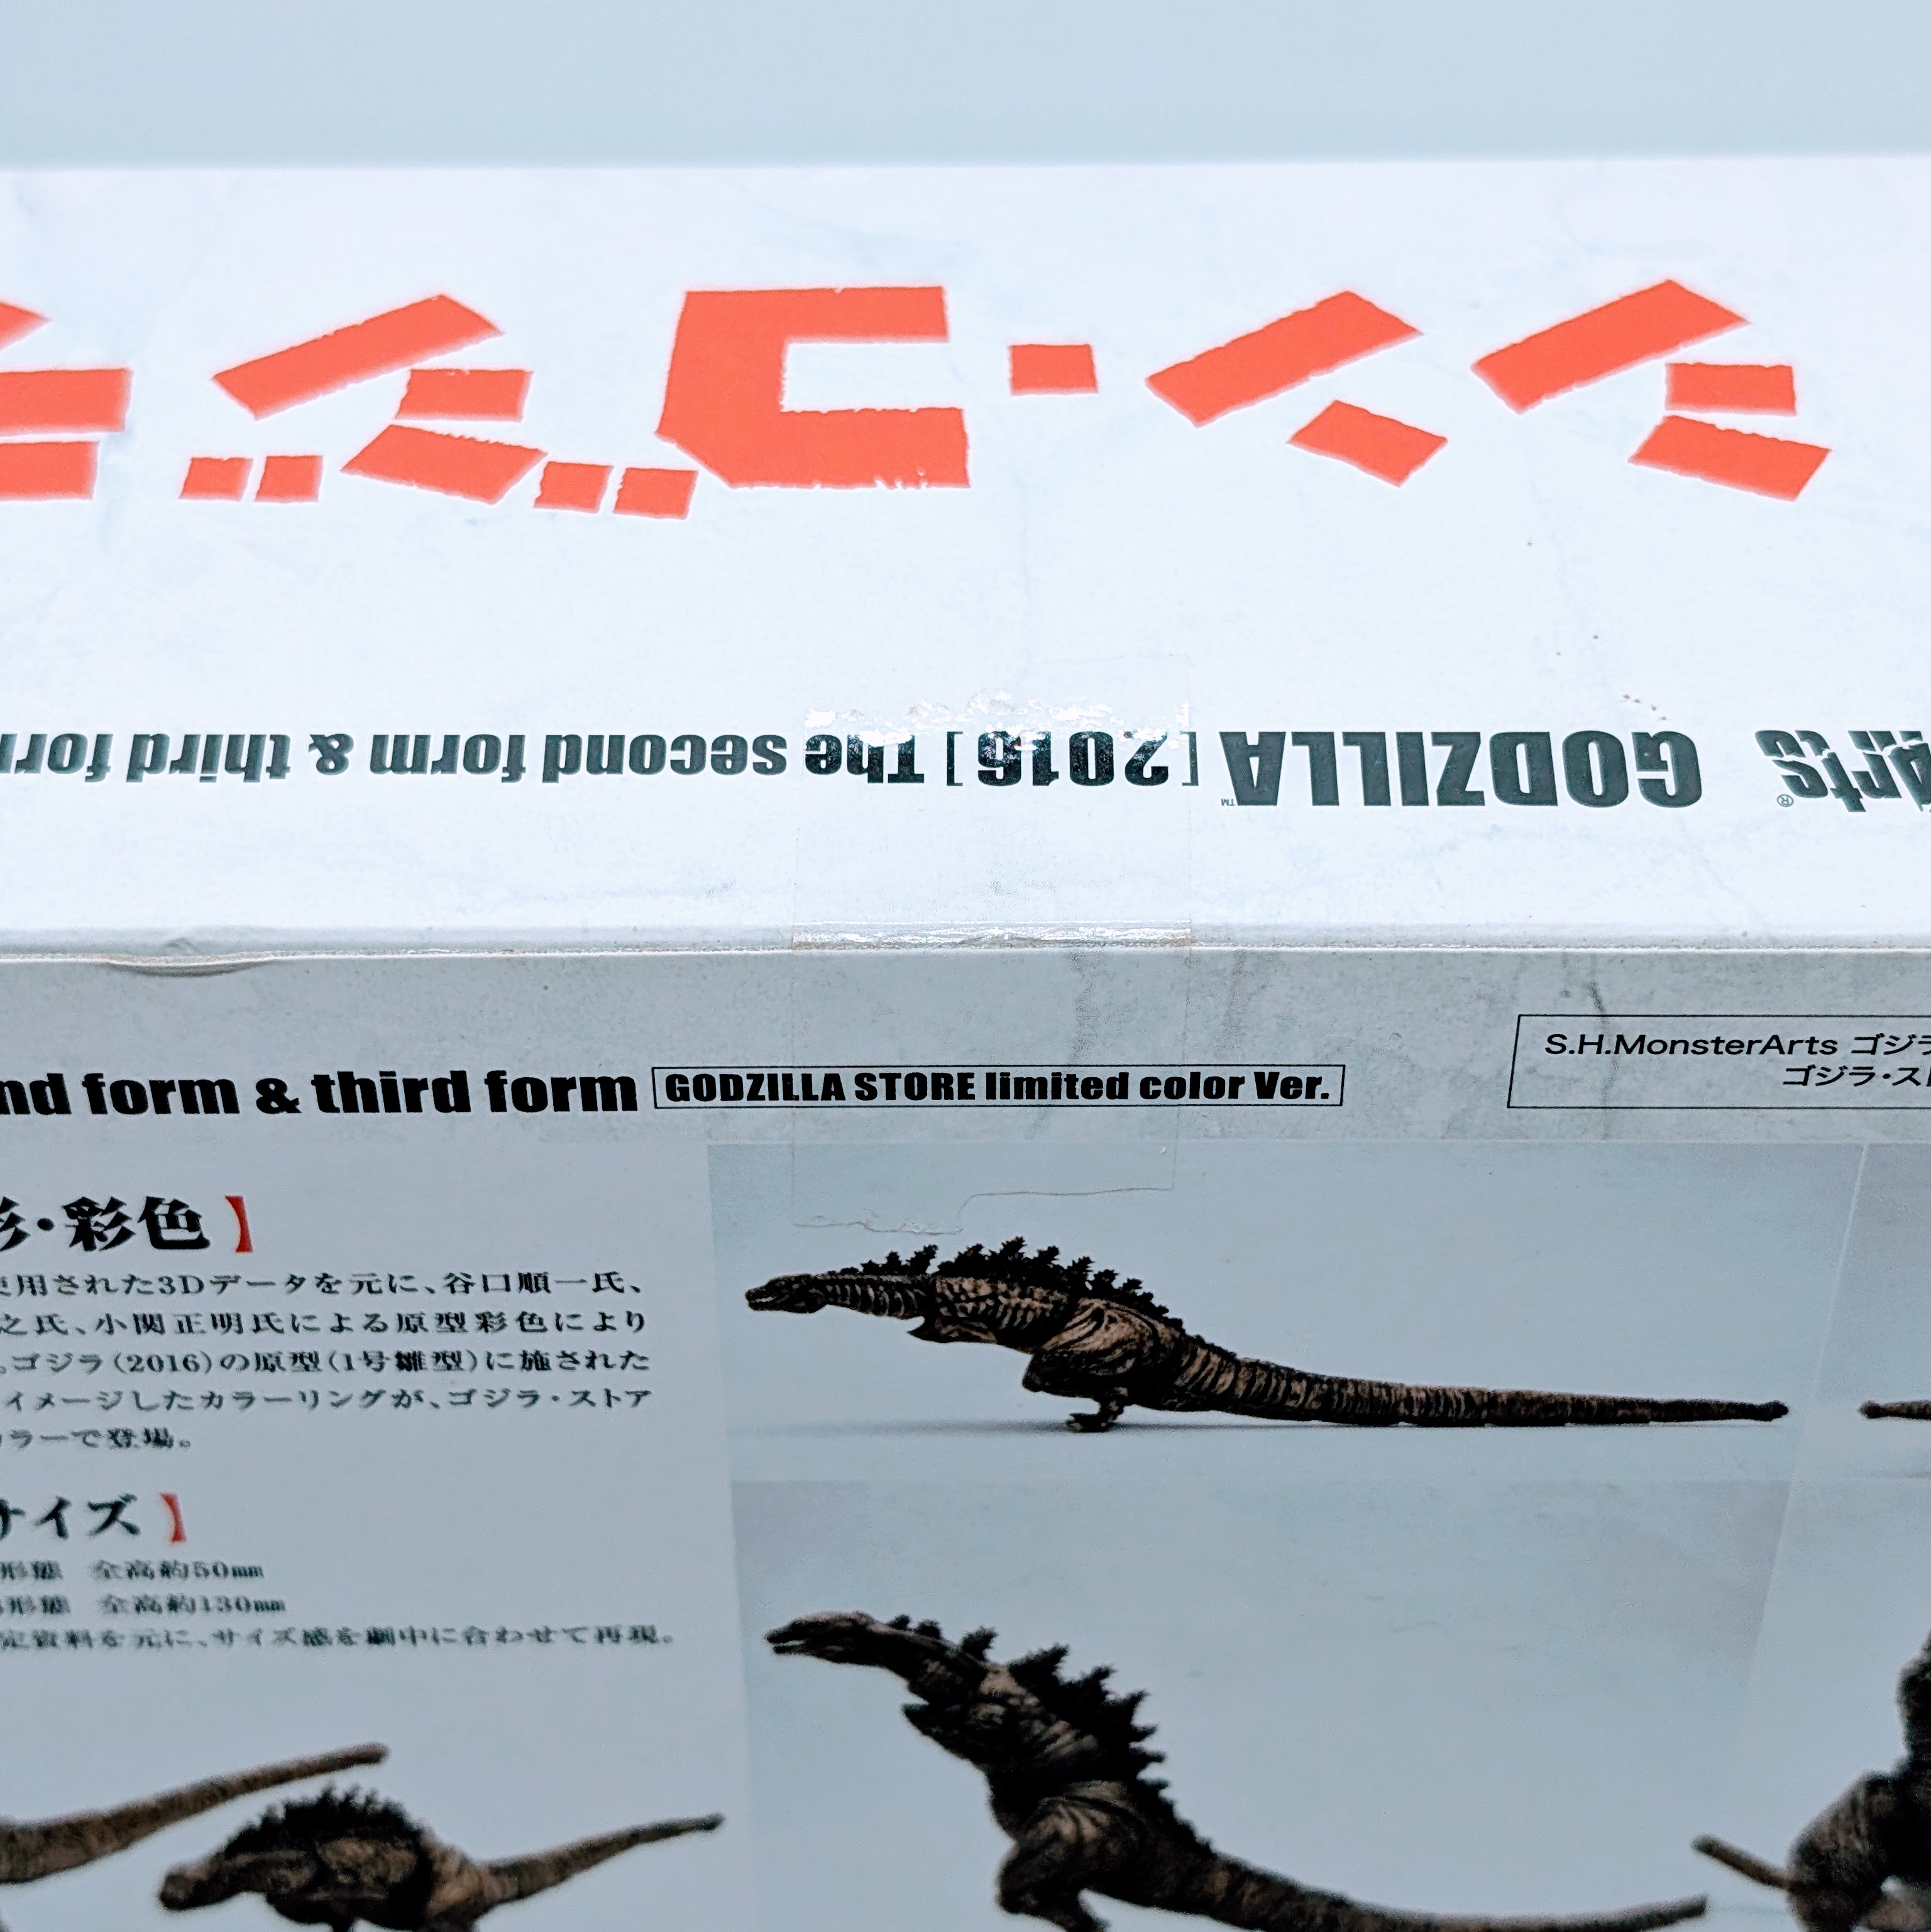 シン・ゴジラ
Arts® GODZILLA™ [2016] The second form & third form
nd form & third form GODZILLA STORE limited color Ver.
S.H.MonsterArts ゴジラ
ゴジラ・スト
彩・彩色】
使用された3Dデータを元に、谷口順一氏、
之氏、小関正明氏による原型彩色により
。ゴジラ（2016）の原型（1号雛型）に施された
イメージしたカラーリングが、ゴジラ・ストア
カラーで登場。
サイズ】
形態 全高約50mm
形態 全高約130mm
定資料を元に、サイズ感を劇中に合わせて再現。